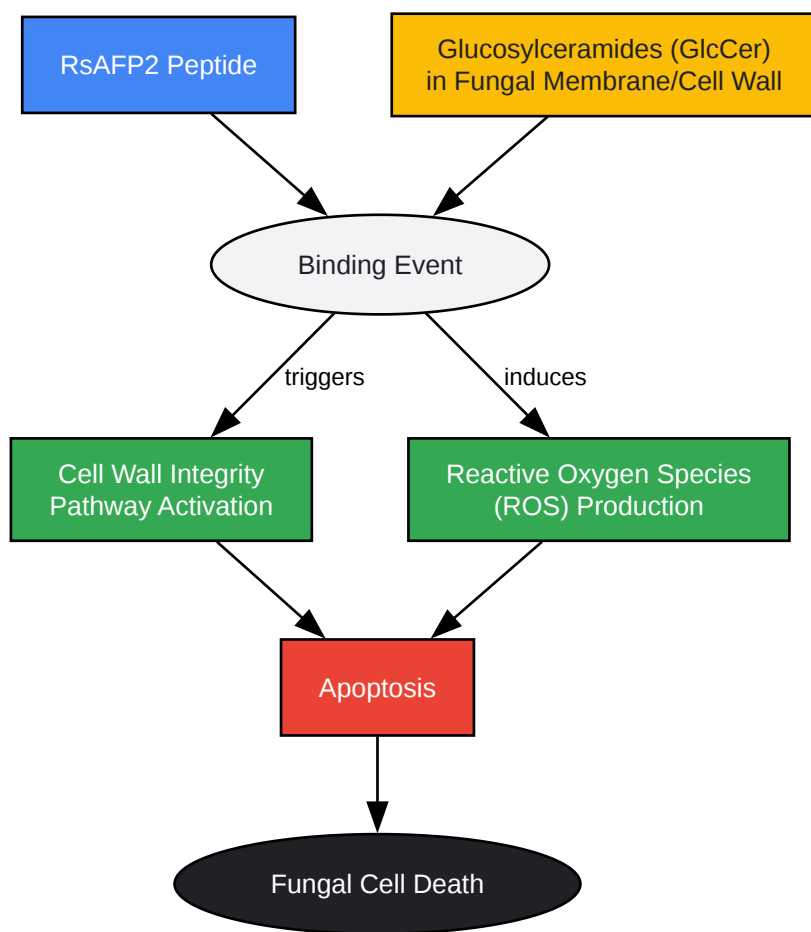 RsAFP2 Peptide
Glucosylceramides (GlcCer)
in Fungal Membrane/Cell Wall
Binding Event
triggers
induces
Cell Wall Integrity
Pathway Activation
Reactive Oxygen Species
(ROS) Production
Apoptosis
Fungal Cell Death